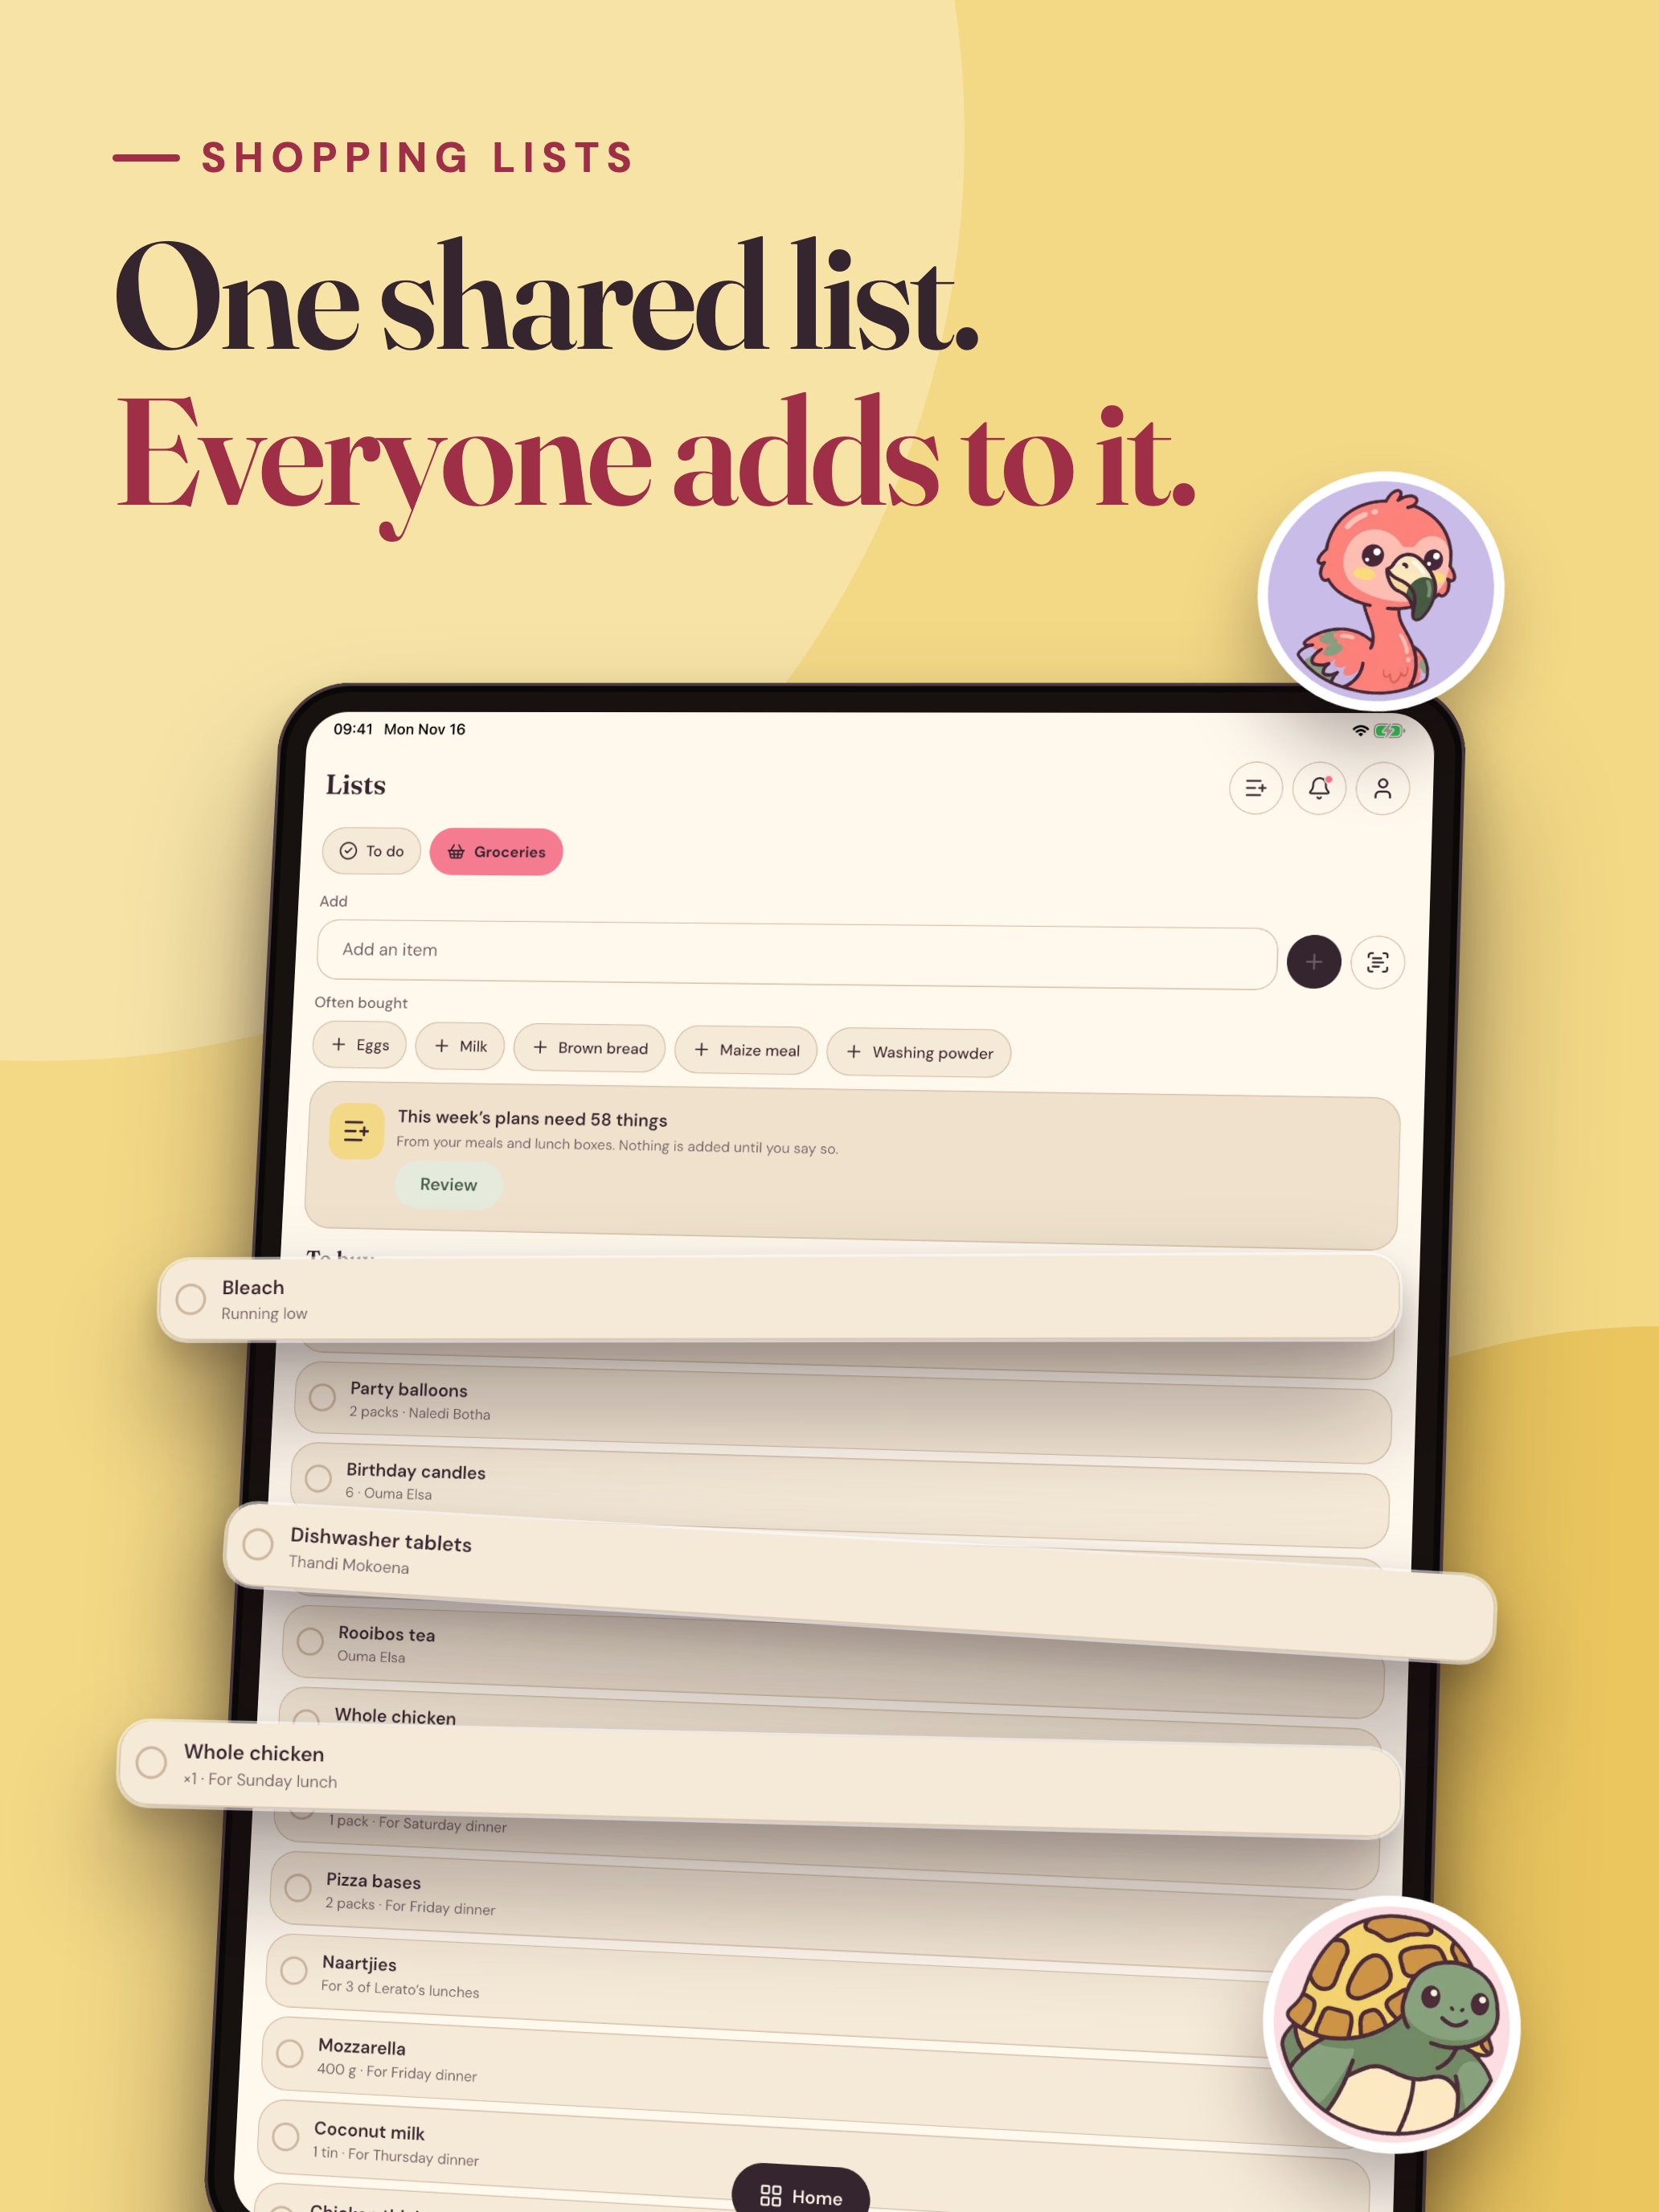 SHOPPING LISTS
One shared list.
Everyone adds to it.
09:41 Mon Nov 16
Lists
To do
Groceries
Add
Add an item
Often bought
Eggs
Milk
Brown bread
Maize meal
Washing powder
This week’s plans need 58 things
From your meals and lunch boxes. Nothing is added until you say so.
Review
To buy
Bleach
Running low
Party balloons
2 packs · Naledi Botha
Birthday candles
6 · Ouma Elsa
Dishwasher tablets
Thandi Mokoena
Rooibos tea
Ouma Elsa
Whole chicken
Whole chicken
×1 · For Sunday lunch
1 pack · For Saturday dinner
Pizza bases
2 packs · For Friday dinner
Naartjies
For 3 of Lerato’s lunches
Mozzarella
400 g · For Friday dinner
Coconut milk
1 tin · For Thursday dinner
Home